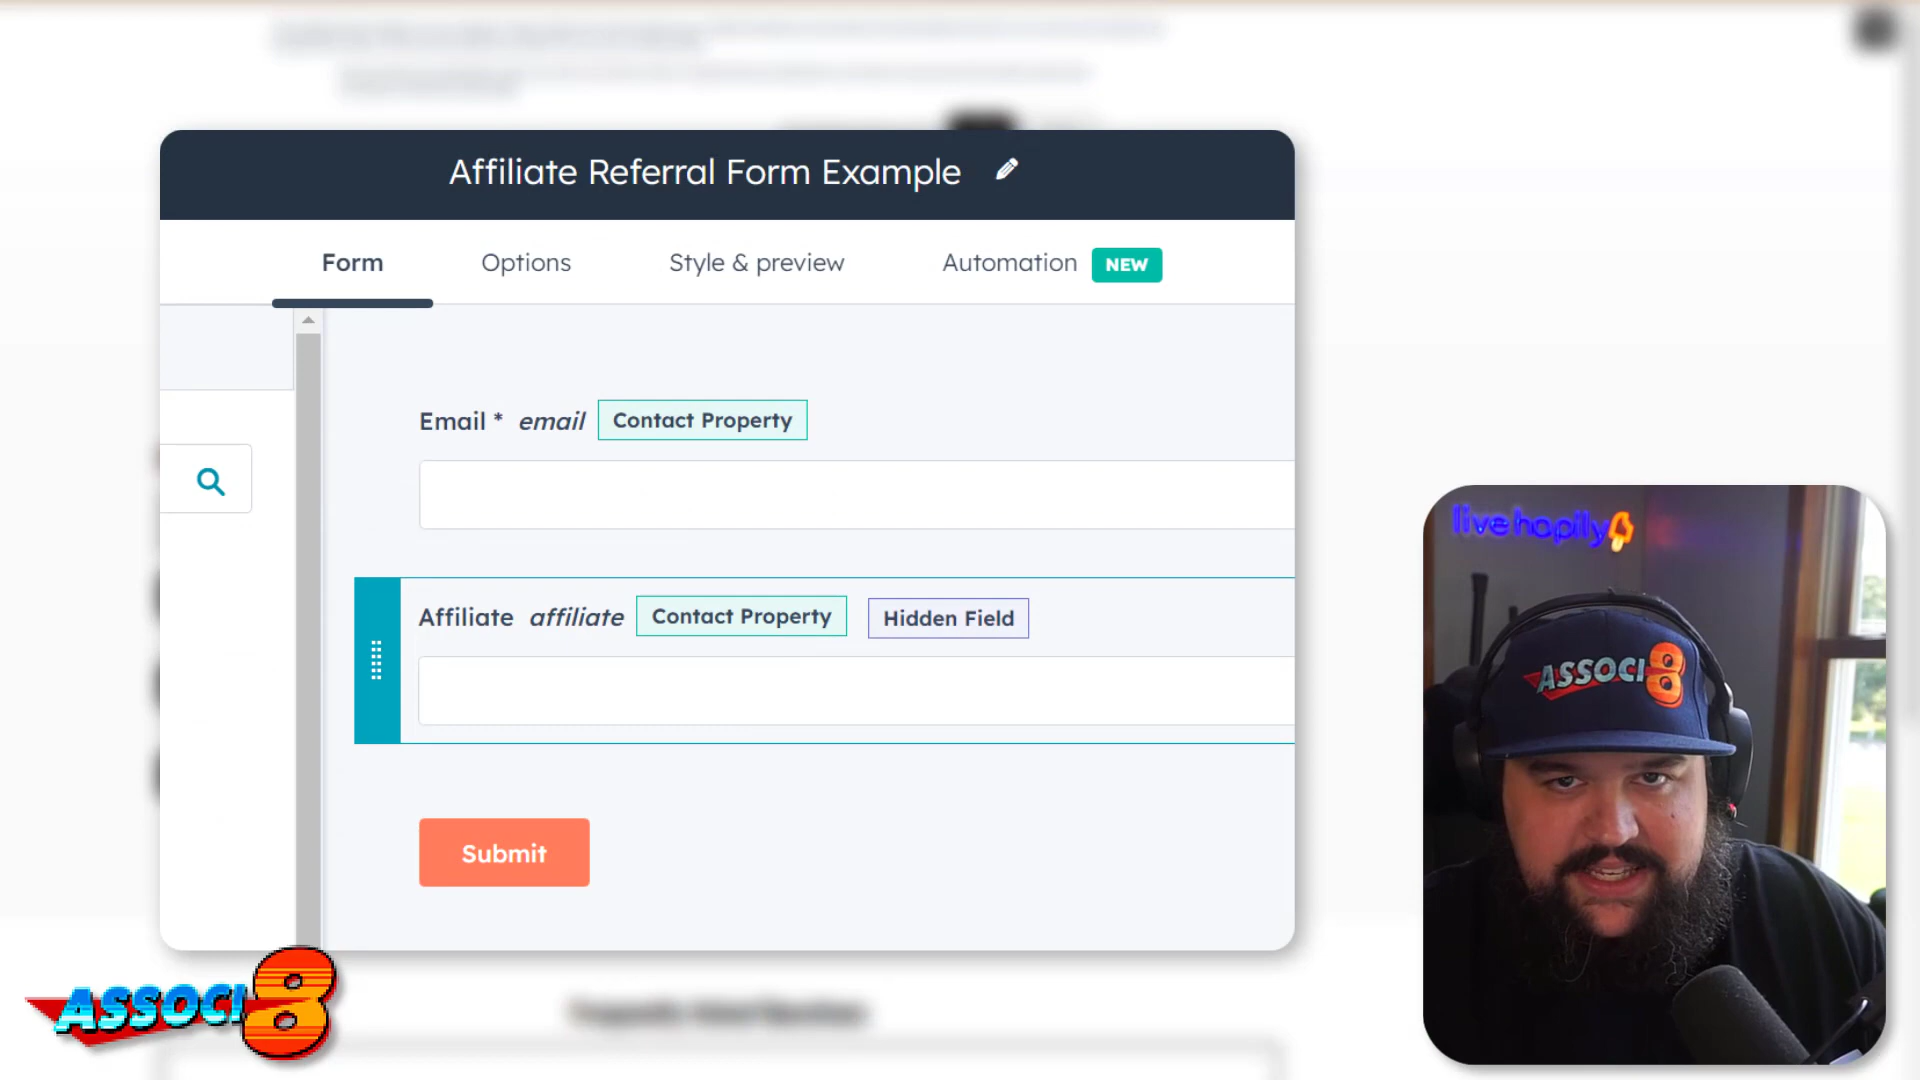 Affiliate Referral Form Example
Form Options Style & preview Automation NEW
Email * email Contact Property
Affiliate affiliate Contact Property Hidden Field
Submit
live hapily
ASSOCI8
ASSOCI8